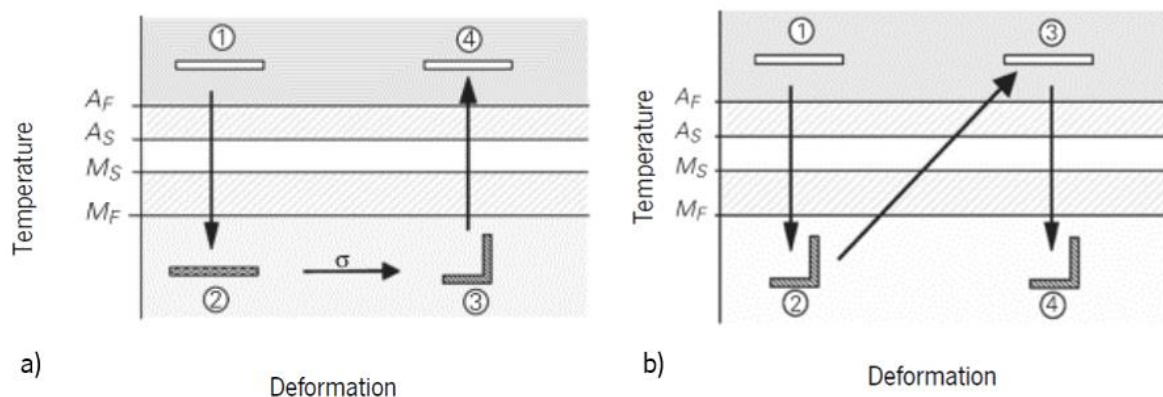 ①
④
A_F
A_S
M_S
M_F
Temperature
σ
②
③
a)
Deformation
①
③
A_F
A_S
M_S
M_F
Temperature
②
④
b)
Deformation